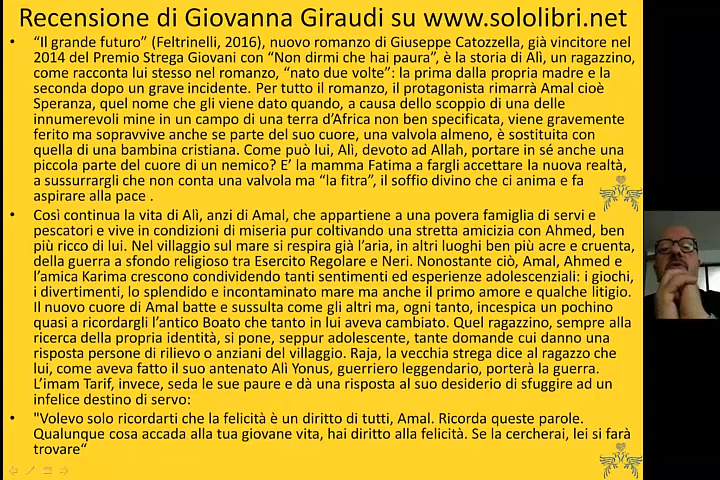 Recensione di Giovanna Giraudi su www.sololibri.net
• "Il grande futuro" (Feltrinelli, 2016), nuovo romanzo di Giuseppe Catozzella, già vincitore nel
2014 del Premio Strega Giovani con "Non dirmi che hai paura", è la storia di Alì, un ragazzino,
come racconta lui stesso nel romanzo, "nato due volte": la prima dalla propria madre e la
seconda dopo un grave incidente. Per tutto il romanzo, il protagonista rimarrà Amal cioè
Speranza, quel nome che gli viene dato quando, a causa dello scoppio di una delle
innumerevoli mine in un campo di una terra d'Africa non ben specificata, viene gravemente
ferito ma sopravvive anche se parte del suo cuore, una valvola almeno, è sostituita con
quella di una bambina cristiana. Come può lui, Alì, devoto ad Allah, portare in sé anche una
piccola parte del cuore di un nemico? E' la mamma Fatima a fargli accettare la nuova realtà,
a sussurrargli che non conta una valvola ma "la fitra", il soffio divino che ci anima e fa
aspirare alla pace .
• Così continua la vita di Alì, anzi di Amal, che appartiene a una povera famiglia di servi e
pescatori e vive in condizioni di miseria pur coltivando una stretta amicizia con Ahmed, ben
più ricco di lui. Nel villaggio sul mare si respira già l'aria, in altri luoghi ben più acre e cruenta,
della guerra a sfondo religioso tra Esercito Regolare e Neri. Nonostante ciò, Amal, Ahmed e
l'amica Karima crescono condividendo tanti sentimenti ed esperienze adolescenziali: i giochi,
i divertimenti, lo splendido e incontaminato mare ma anche il primo amore e qualche litigio.
Il nuovo cuore di Amal batte e sussulta come gli altri ma, ogni tanto, incespica un pochino
quasi a ricordargli l'antico Boato che tanto in lui aveva cambiato. Quel ragazzino, sempre alla
ricerca della propria identità, si pone, seppur adolescente, tante domande cui danno una
risposta persone di rilievo o anziani del villaggio. Raja, la vecchia strega dice al ragazzo che
lui, come aveva fatto il suo antenato Alì Yonus, guerriero leggendario, porterà la guerra.
L'imam Tarif, invece, seda le sue paure e dà una risposta al suo desiderio di sfuggire ad un
infelice destino di servo:
• "Volevo solo ricordarti che la felicità è un diritto di tutti, Amal. Ricorda queste parole.
Qualunque cosa accada alla tua giovane vita, hai diritto alla felicità. Se la cercherai, lei si farà
trovare"